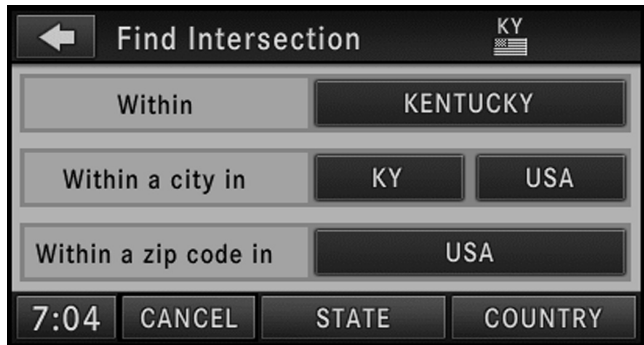 Find Intersection KY
Within KENTUCKY
Within a city in KY USA
Within a zip code in USA
7:04 CANCEL STATE COUNTRY